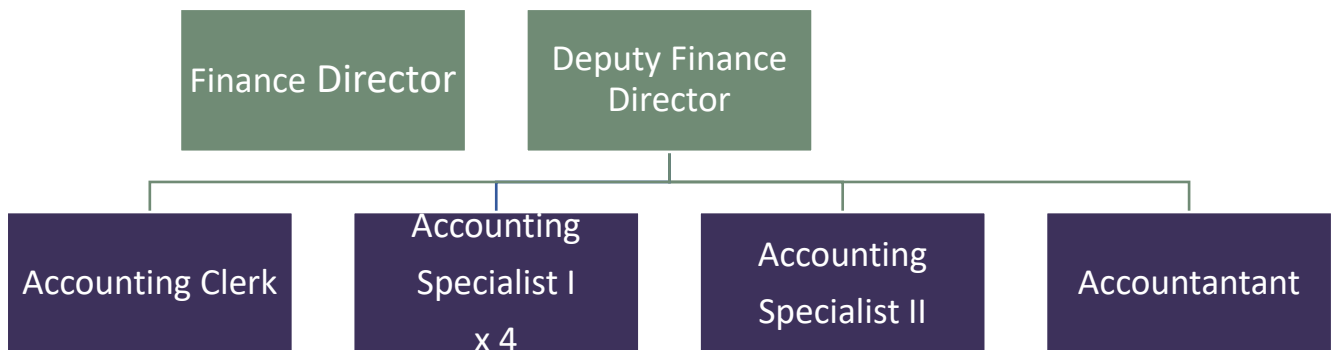 Finance Director
Deputy Finance
Director
Accounting Clerk
Accounting
Specialist I
x 4
Accounting
Specialist II
Accountantant